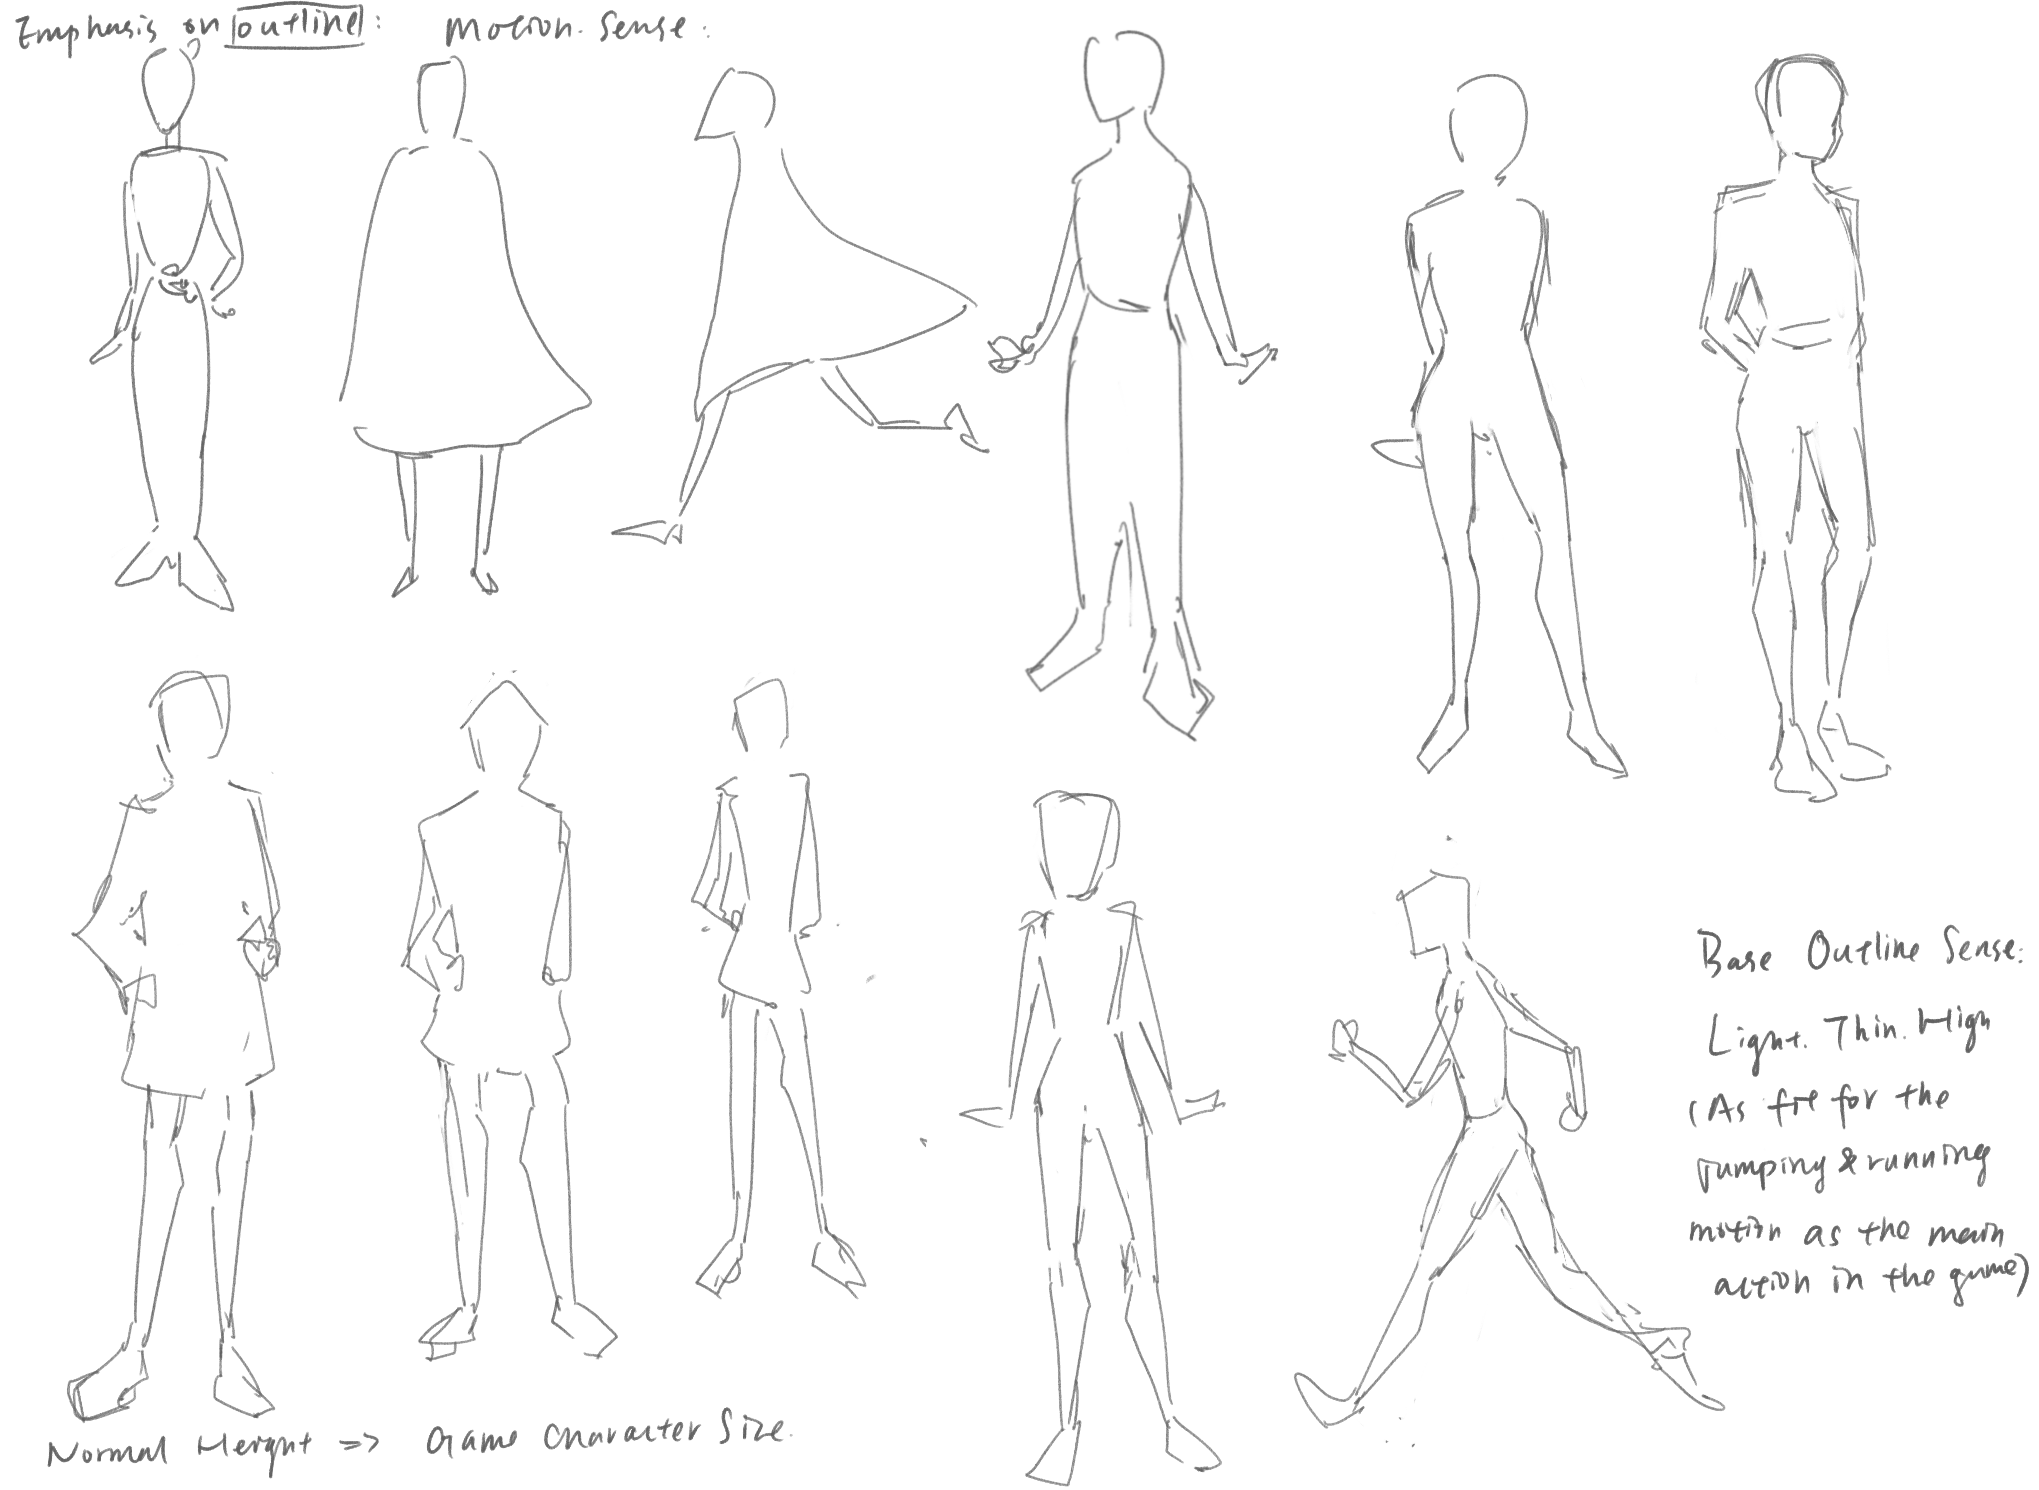 Emphasis on outline:
Motion. Sense:
Base Outline Sense:
Light. Thin. High
(As fit for the
jumping & running
motion as the main
action in the game)
Normal Height => Game Character Size.